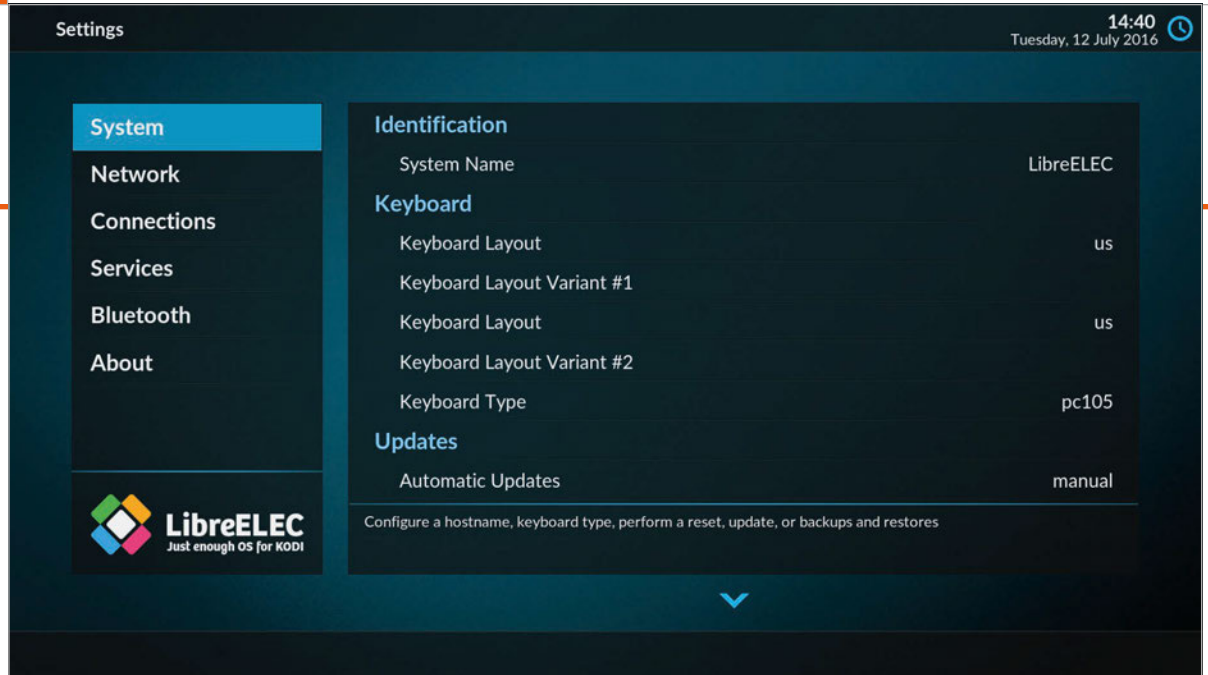 Settings
14:40
Tuesday, 12 July 2016
System
Network
Connections
Services
Bluetooth
About
LibreELEC
Just enough OS for KODI
Identification
System Name LibreELEC
Keyboard
Keyboard Layout us
Keyboard Layout Variant #1
Keyboard Layout us
Keyboard Layout Variant #2
Keyboard Type pc105
Updates
Automatic Updates manual
Configure a hostname, keyboard type, perform a reset, update, or backups and restores